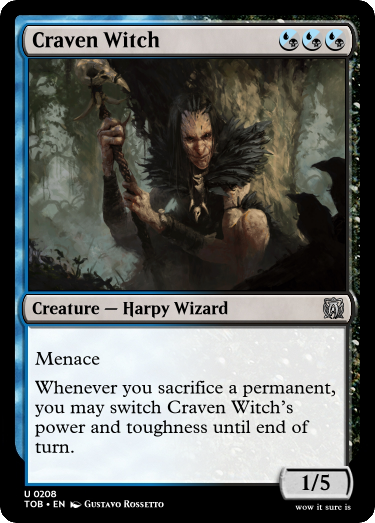 Craven Witch
Creature — Harpy Wizard
Menace
Whenever you sacrifice a permanent,
you may switch Craven Witch's
power and toughness until end of
turn.
1/5
U 0208
TOB • EN Gustavo Rossetto
wow it sure is